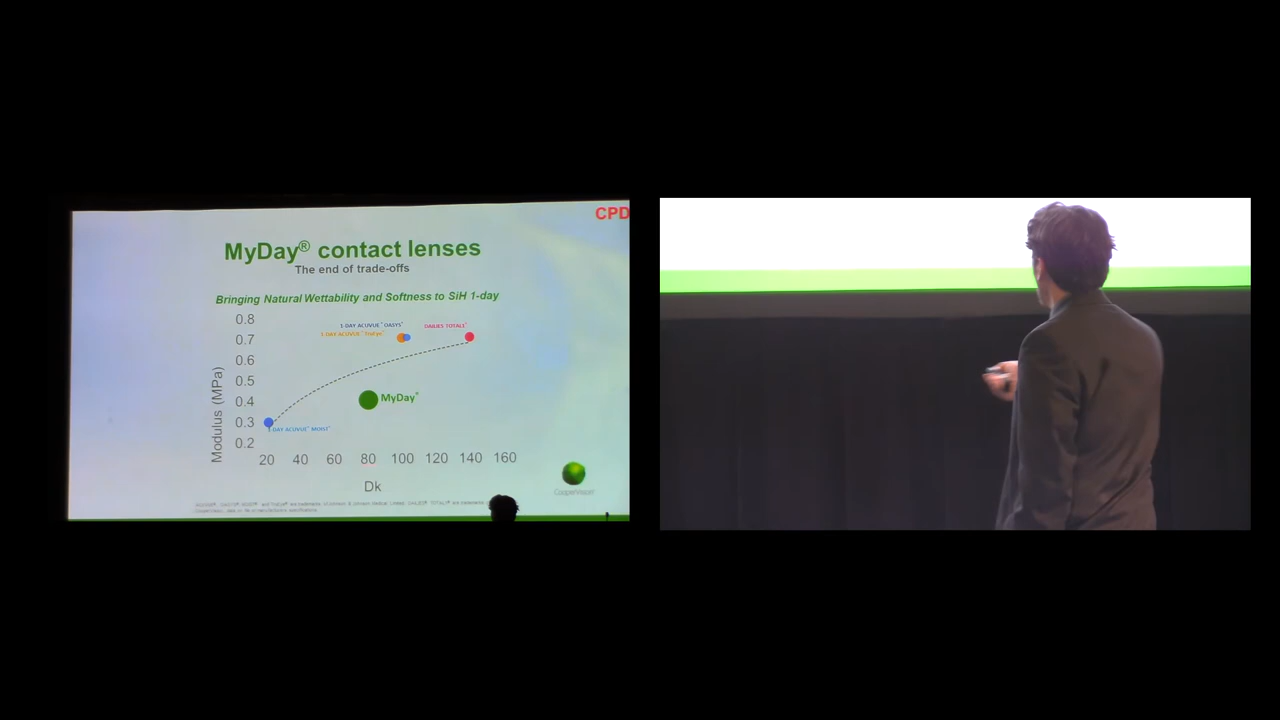 CPD
MyDay® contact lenses
The end of trade-offs
Bringing Natural Wettability and Softness to SiH 1-day
Modulus (MPa)
0.8
0.7
0.6
0.5
0.4
0.3
0.2
1-DAY ACUVUE® OASYS®
1-DAY ACUVUE® TruEye®
DAILIES TOTAL1®
MyDay®
1-DAY ACUVUE® MOIST®
20 40 60 80 100 120 140 160
Dk
CooperVision®